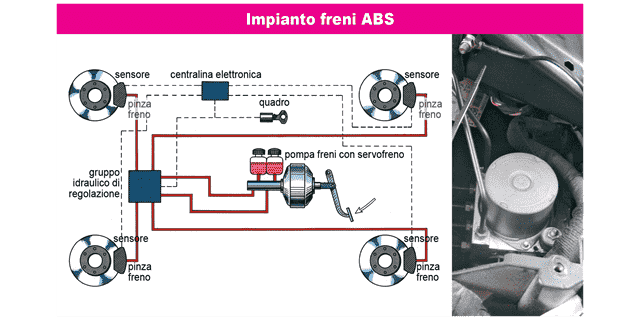 Impianto freni ABS
sensore
centralina elettronica
sensore
pinza
freno
quadro
pinza
freno
pompa freni con servofreno
gruppo
idraulico di
regolazione
sensore
pinza
freno
sensore
pinza
freno